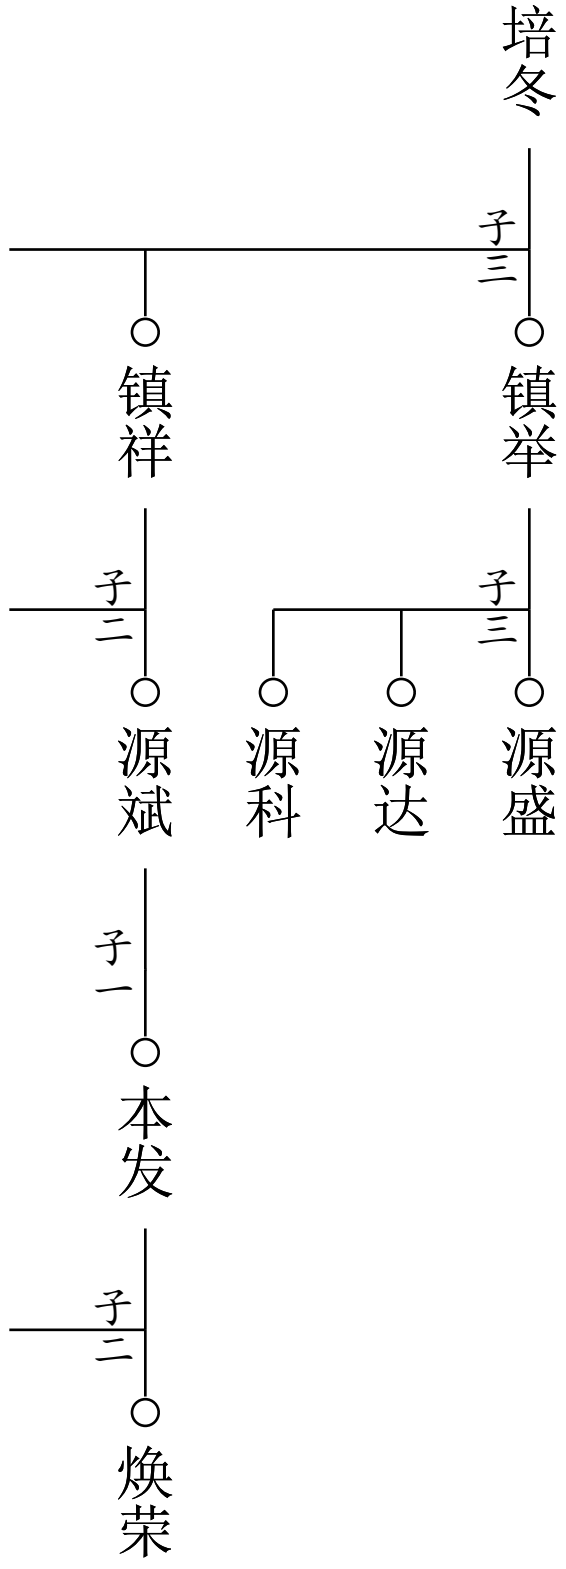 培冬
子三
镇举
镇祥
子三
子二
源盛
源达
源科
源斌
子一
本发
子二
焕荣